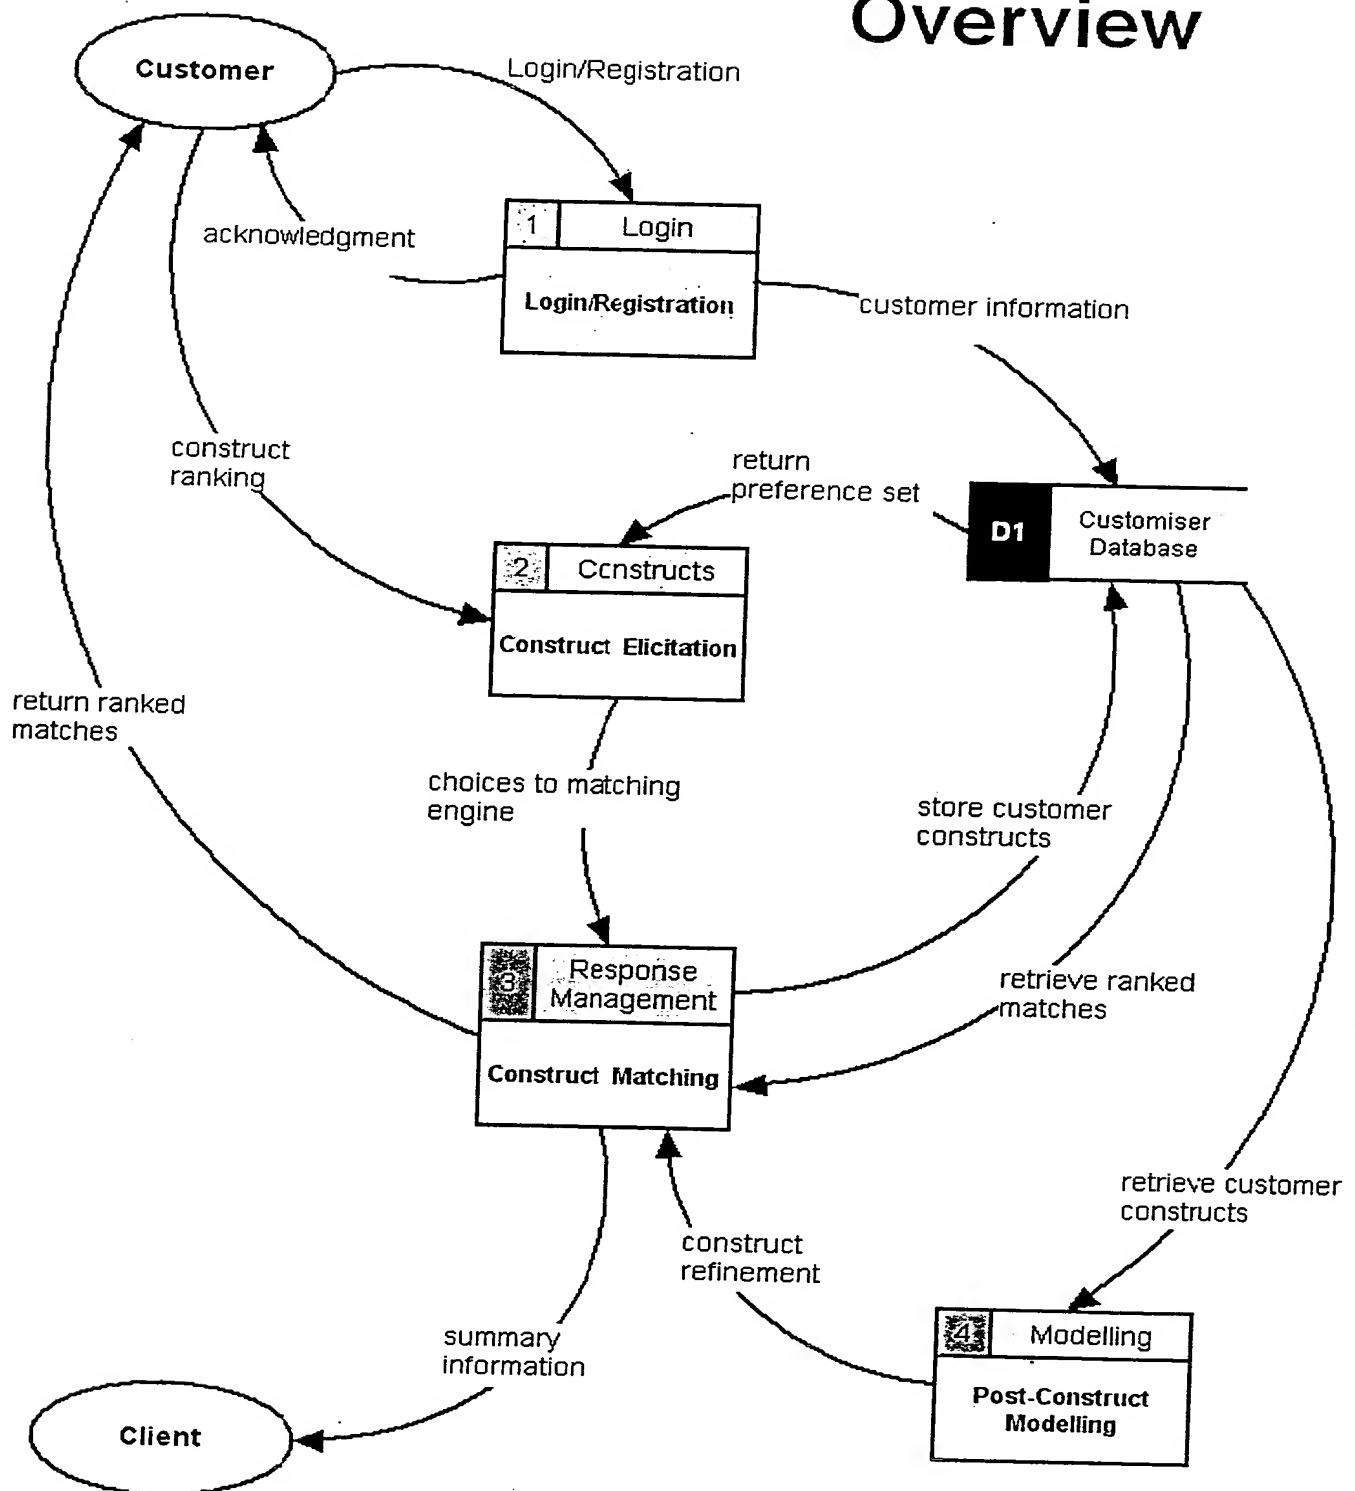 Overview
Customer
Login/Registration
acknowledgment
1
Login
Login/Registration
customer information
construct
ranking
return
preference set
D1
Customiser
Database
2
Constructs
Construct Elicitation
return ranked
matches
choices to matching
engine
store customer
constructs
3
Response
Management
Construct Matching
retrieve ranked
matches
retrieve customer
constructs
construct
refinement
summary
information
4
Modelling
Post-Construct
Modelling
Client